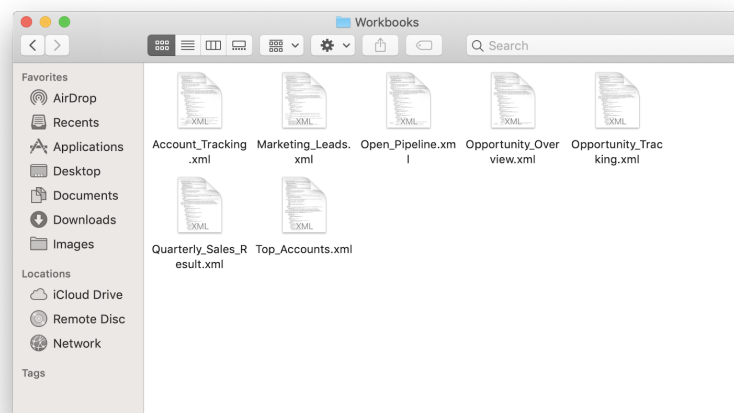 Workbooks
Search
Favorites
AirDrop
Recents
Applications
Desktop
Documents
Downloads
Images
Locations
iCloud Drive
Remote Disc
Network
Tags
XML XML XML XML XML
Account_Tracking Marketing_Leads. Open_Pipeline.xm Opportunity_Over Opportunity_Trac
.xml xml l view.xml king.xml
XML XML
Quarterly_Sales_R Top_Accounts.xml
esult.xml